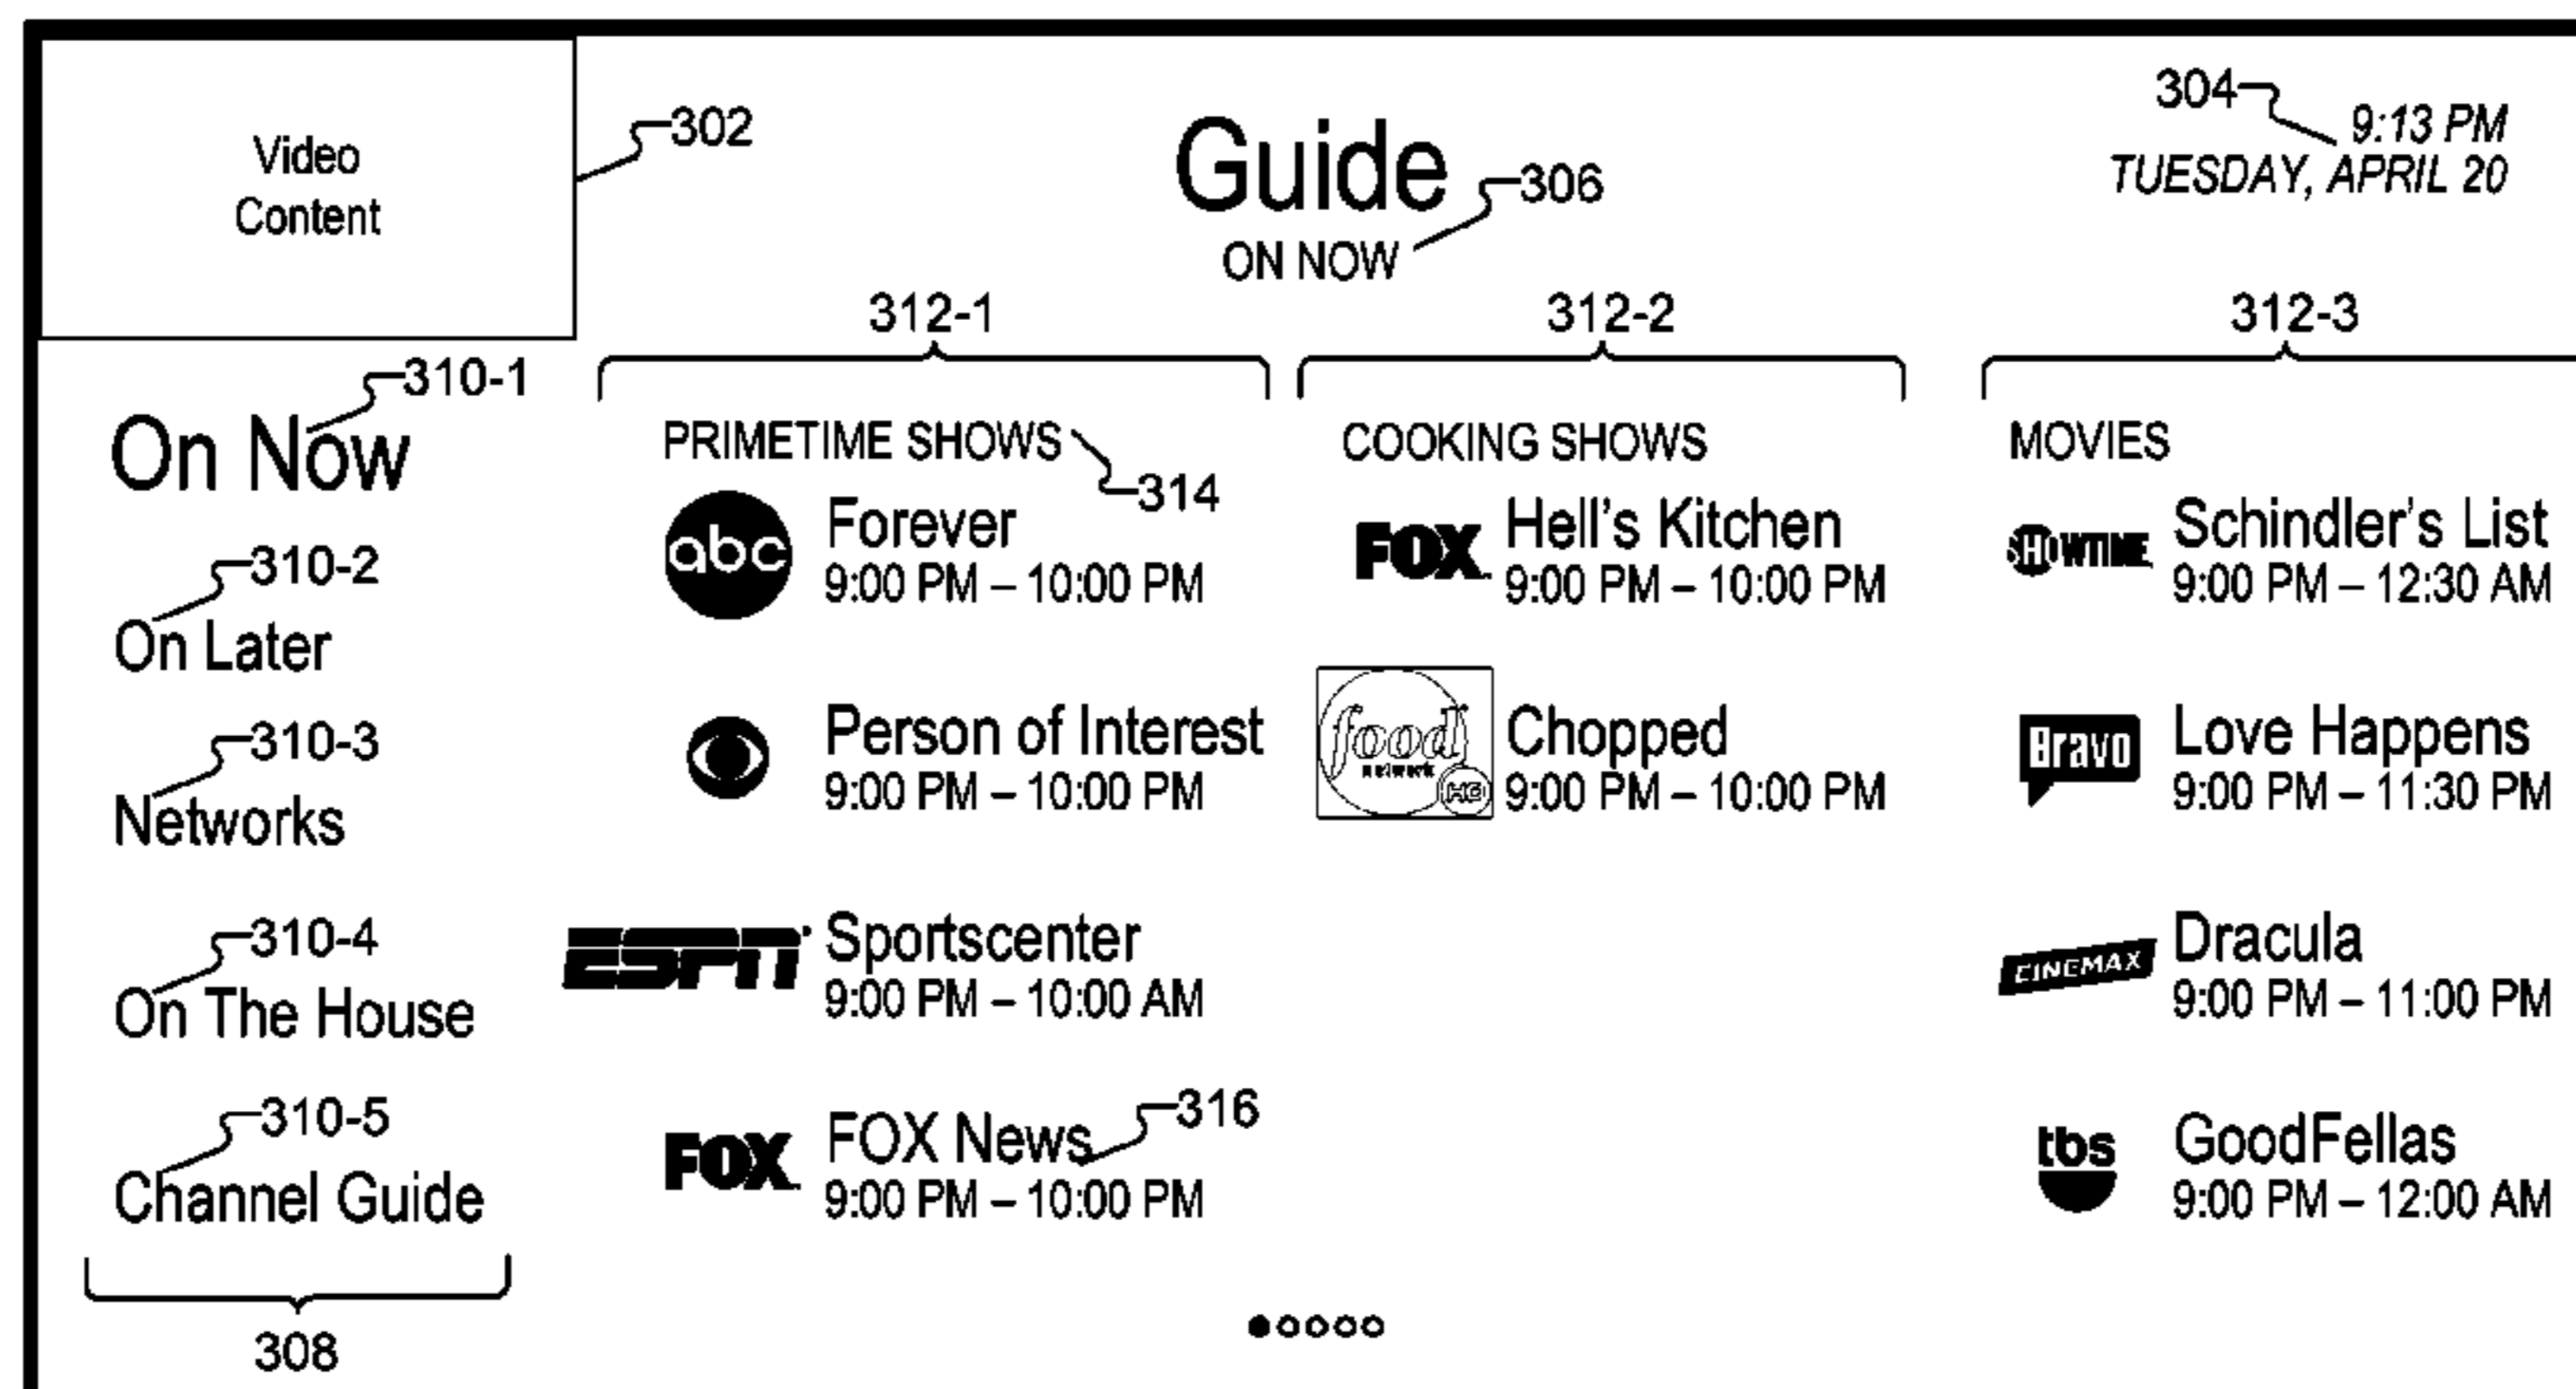 Video
Content
302
Guide
306
ON NOW
304
9:13 PM
TUESDAY, APRIL 20
312-1
312-2
312-3
310-1
On Now
310-2
On Later
310-3
Networks
310-4
On The House
310-5
Channel Guide
308
PRIMETIME SHOWS
314
abc
Forever
9:00 PM – 10:00 PM
Person of Interest
9:00 PM – 10:00 PM
ESPN
Sportscenter
9:00 PM – 10:00 AM
FOX
FOX News
316
9:00 PM – 10:00 PM
COOKING SHOWS
FOX
Hell's Kitchen
9:00 PM – 10:00 PM
food
network
HD
Chopped
9:00 PM – 10:00 PM
MOVIES
SHOWTIME
Schindler's List
9:00 PM – 12:30 AM
Bravo
Love Happens
9:00 PM – 11:30 PM
CINEMAX
Dracula
9:00 PM – 11:00 PM
tbs
GoodFellas
9:00 PM – 12:00 AM